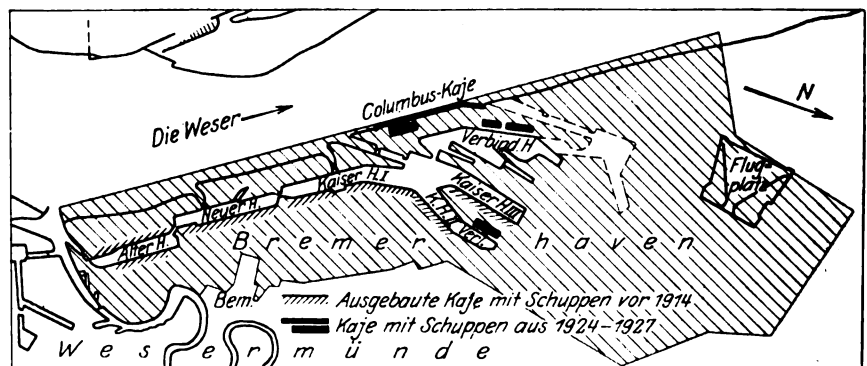 Die Weser
Columbus-Kaje
N
Verbind H
Flug-
platz
Kaiser H.I
Kaiser H III
Neuer H.
Alter H.
Bremerhaven
Bem.
Ausgebaute Kaje mit Schuppen vor 1914
Kaje mit Schuppen aus 1924-1927
Wesermünde